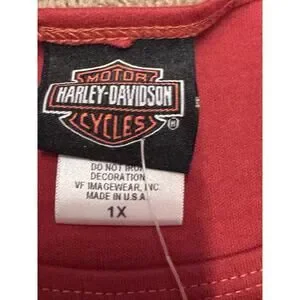 MOTOR
HARLEY-DAVIDSON
CYCLES
DO NOT IRON
DECORATION
VF IMAGEWEAR, INC.
MADE IN U.S.A.
1X